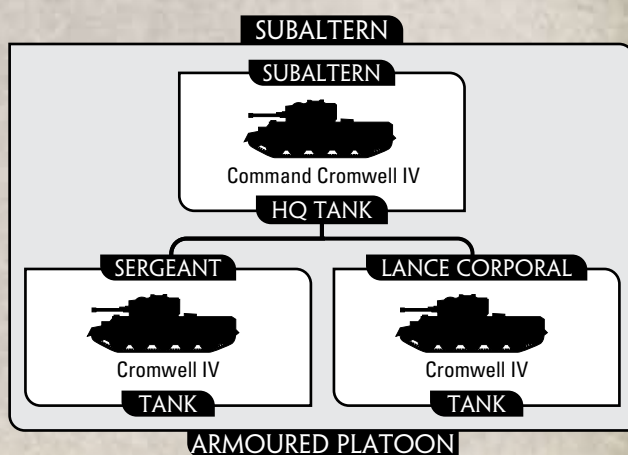 SUBALTERN
SUBALTERN
Command Cromwell IV
HQ TANK
SERGEANT
LANCE CORPORAL
Cromwell IV
Cromwell IV
TANK
TANK
ARMOURED PLATOON